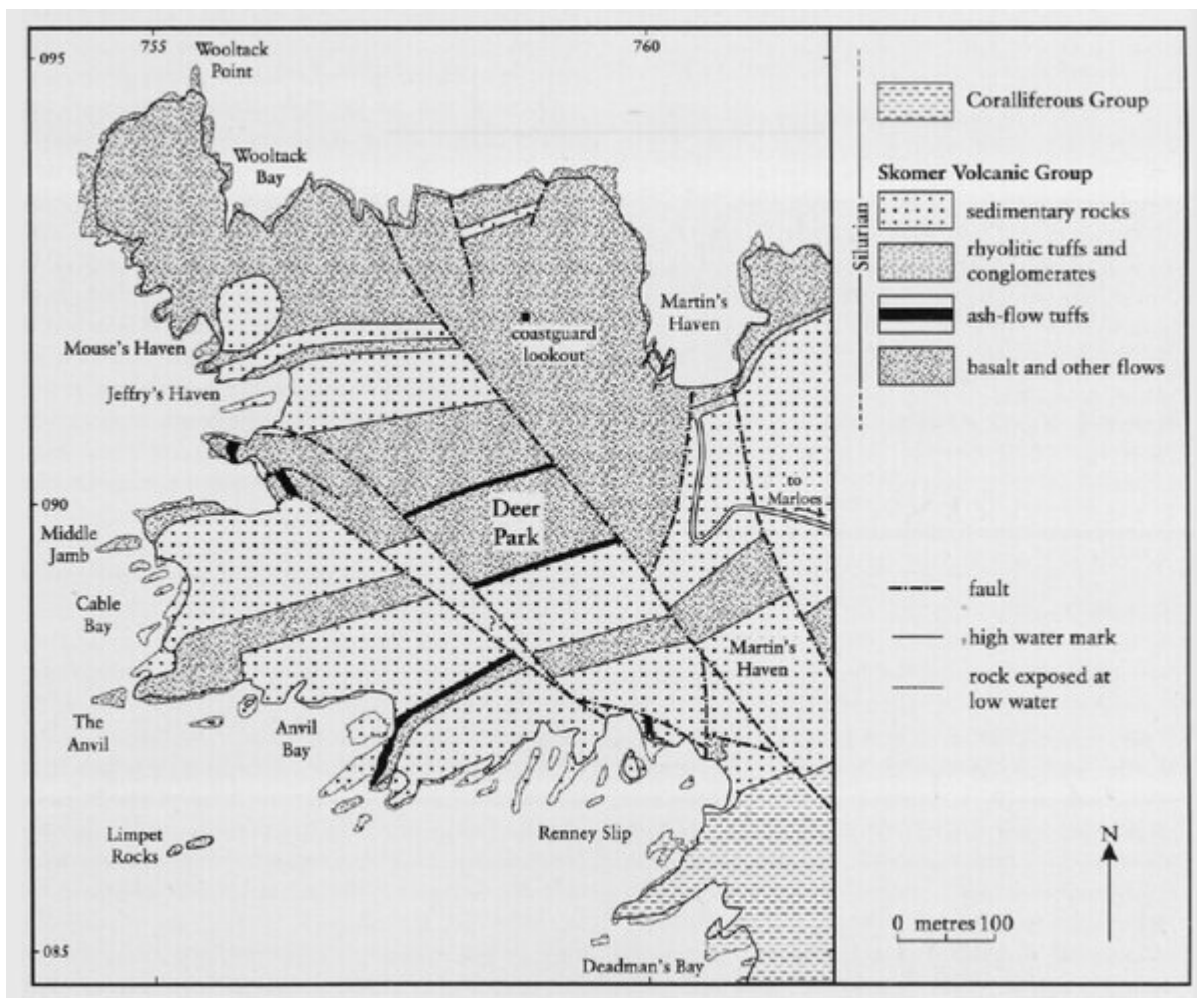 755
760
095
Wooltack
Point
Wooltack
Bay
Martin's
Haven
coastguard
lookout
Mouse's Haven
Jeffry's Haven
to
Marloes
090
Deer
Park
Middle
Jamb
Cable
Bay
Martin's
Haven
The
Anvil
Anvil
Bay
Limpet
Rocks
Renney Slip
085
Deadman's Bay
Silurian
Coralliferous Group
Skomer Volcanic Group
sedimentary rocks
rhyolitic tuffs and
conglomerates
ash-flow tuffs
basalt and other flows
fault
high water mark
rock exposed at
low water
N
0 metres 100